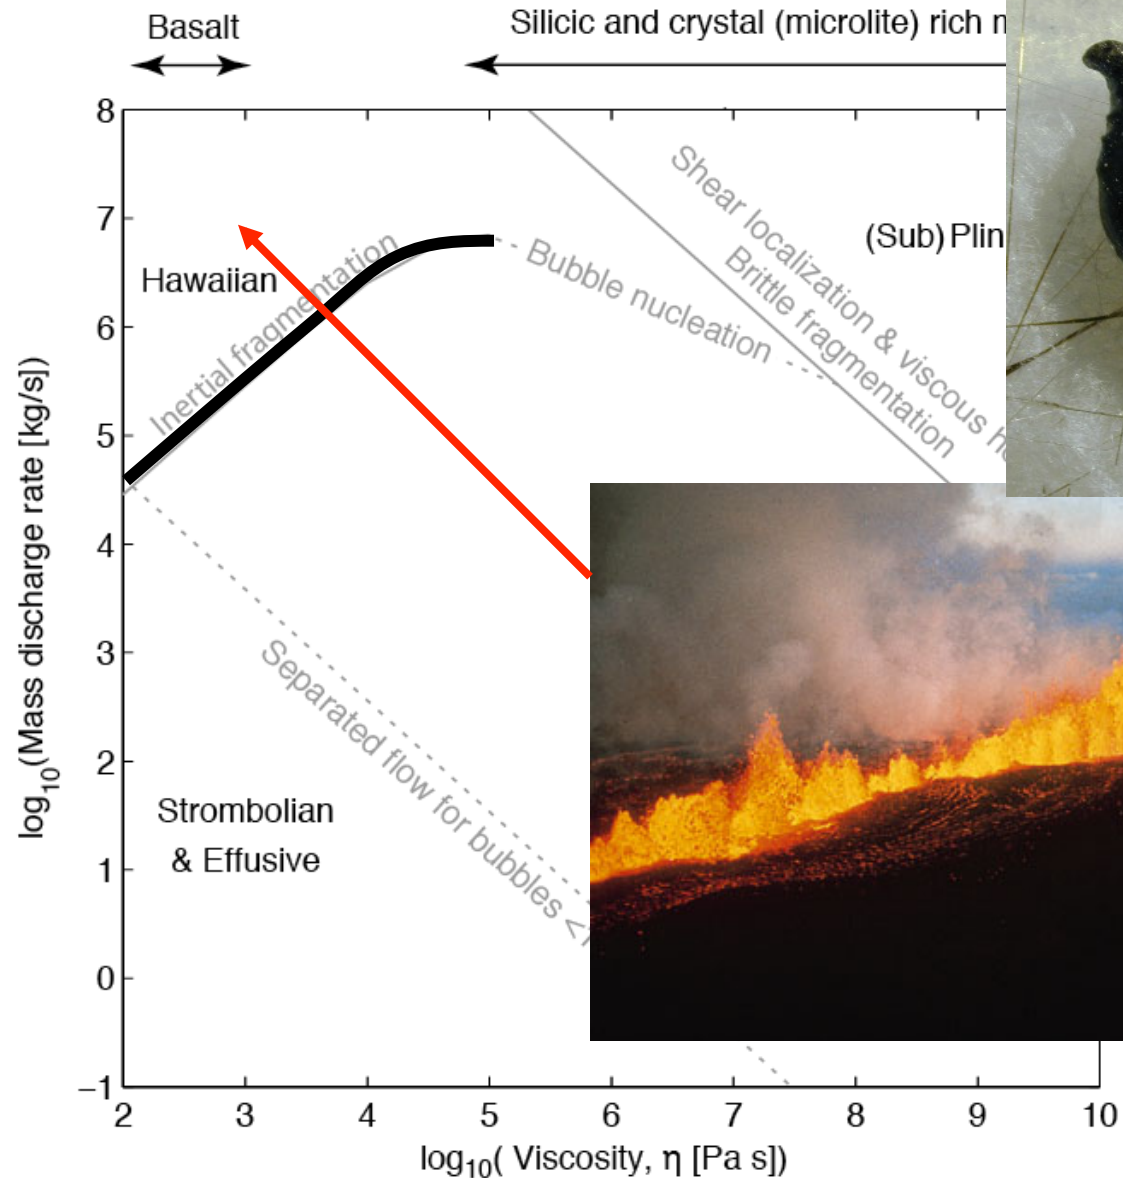 Basalt
Silicic and crystal (microlite) rich
8
7
6
5
4
3
2
1
0
−1
log10(Mass discharge rate [kg/s])
Hawaiian
Inertial fragmentation
Bubble nucleation
Shear localization & viscous
Brittle fragmentation
(Sub)
Separated flow for bubbles <
Strombolian
& Effusive
2 3 4 5 6 7 8 9 10
log10( Viscosity, η [Pa s])